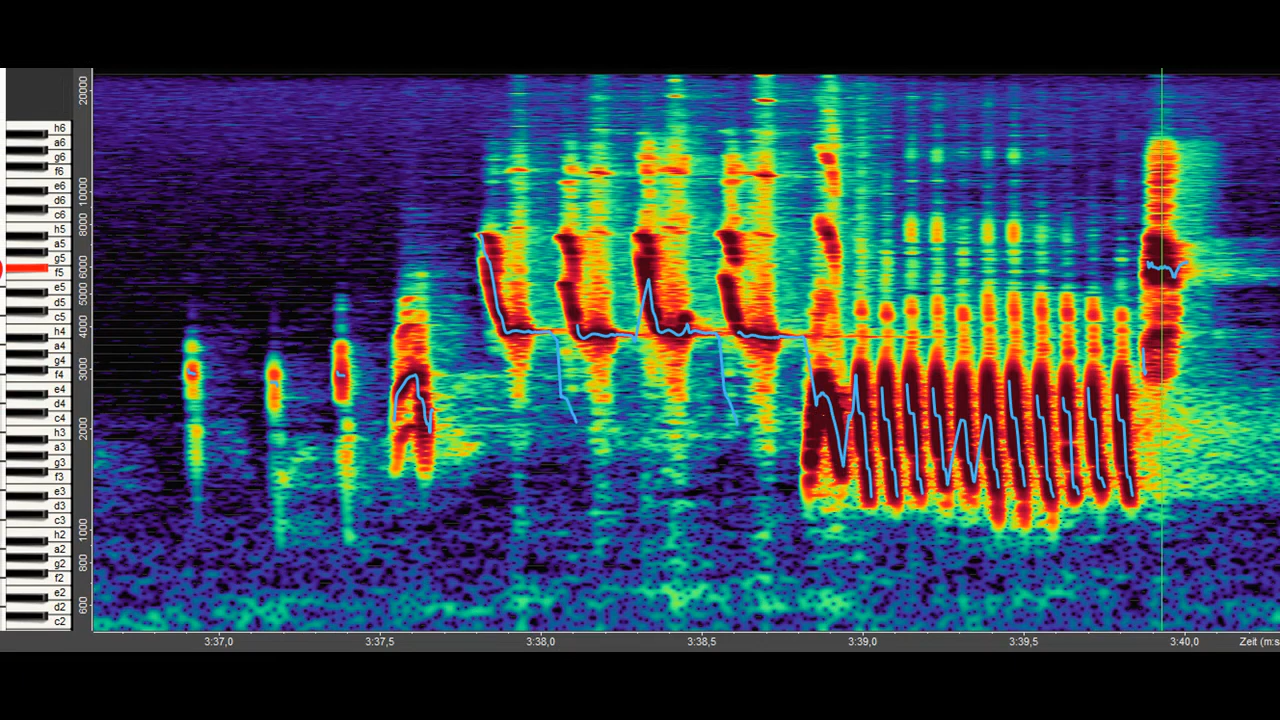 20000
10000
8000
6000
5000
4000
3000
2000
1000
800
600
h6
a6
g6
f6
e6
d6
c6
h5
a5
g5
f5
e5
d5
c5
h4
a4
g4
f4
e4
d4
c4
h3
a3
g3
f3
e3
d3
c3
h2
a2
g2
f2
e2
d2
c2
3:37,0 3:37,5 3:38,0 3:38,5 3:39,0 3:39,5 3:40,0 Zeit (m:s